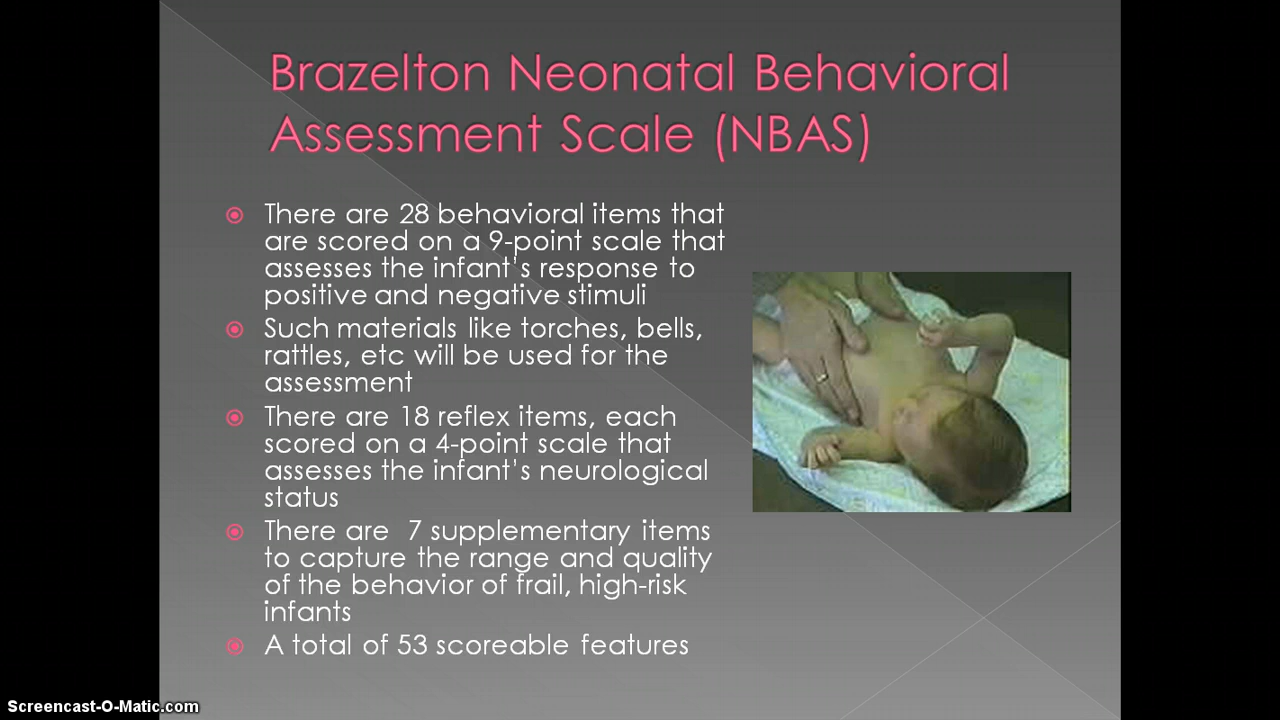 Brazelton Neonatal Behavioral
Assessment Scale (NBAS)
There are 28 behavioral items that
are scored on a 9-point scale that
assesses the infant's response to
positive and negative stimuli
Such materials like torches, bells,
rattles, etc will be used for the
assessment
There are 18 reflex items, each
scored on a 4-point scale that
assesses the infant's neurological
status
There are  7 supplementary items
to capture the range and quality
of the behavior of frail, high-risk
infants
A total of 53 scoreable features
Screencast-O-Matic.com